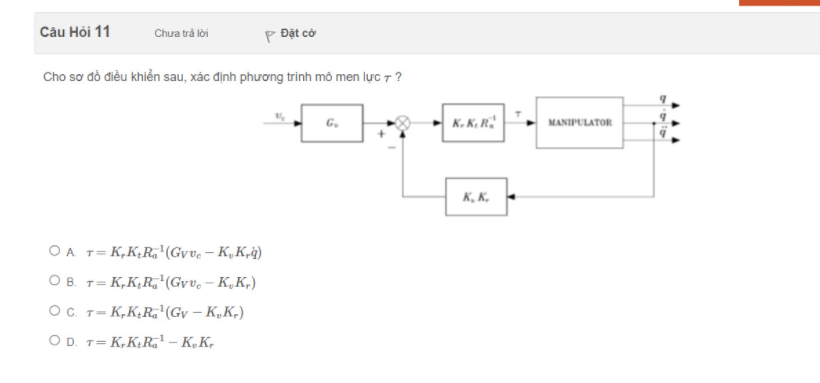 Câu Hỏi 11 Chưa trả lời Đặt cờ
Cho sơ đồ điều khiển sau, xác định phương trình mô men lực τ ?
v_c G_v + − K_r K_t R_a^{-1} τ MANIPULATOR q q̇ q̈
K_v K_r
A. τ = K_r K_t R_a^{-1}(G_V v_c − K_v K_r q̇)
B. τ = K_r K_t R_a^{-1}(G_V v_c − K_v K_r)
C. τ = K_r K_t R_a^{-1}(G_V − K_v K_r)
D. τ = K_r K_t R_a^{-1} − K_v K_r